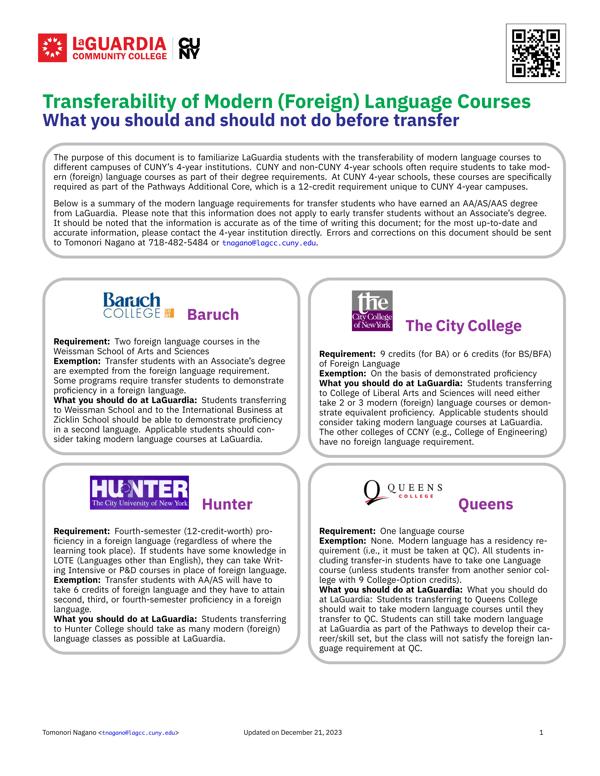 LAGUARDIA
COMMUNITY COLLEGE
CU
NY
Transferability of Modern (Foreign) Language Courses
What you should and should not do before transfer
The purpose of this document is to familiarize LaGuardia students with the transferability of modern language courses to
different campuses of CUNY's 4-year institutions. CUNY and non-CUNY 4-year schools often require students to take mod-
ern (foreign) language courses as part of their degree requirements. At CUNY 4-year schools, these courses are specifically
required as part of the Pathways Additional Core, which is a 12-credit requirement unique to CUNY 4-year campuses.
Below is a summary of the modern language requirements for transfer students who have earned an AA/AS/AAS degree
from LaGuardia. Please note that this information does not apply to early transfer students without an Associate's degree.
It should be noted that the information is accurate as of the time of writing this document; for the most up-to-date and
accurate information, please contact the 4-year institution directly. Errors and corrections on this document should be sent
to Tomonori Nagano at 718-482-5484 or tnagano@lagcc.cuny.edu.
Baruch
COLLEGE
Baruch
Requirement: Two foreign language courses in the
Weissman School of Arts and Sciences
Exemption: Transfer students with an Associate's degree
are exempted from the foreign language requirement.
Some programs require transfer students to demonstrate
proficiency in a foreign language.
What you should do at LaGuardia: Students transferring
to Weissman School and to the International Business at
Zicklin School should be able to demonstrate proficiency
in a second language. Applicable students should con-
sider taking modern language courses at LaGuardia.
the
City College
of New York
The City College
Requirement: 9 credits (for BA) or 6 credits (for BS/BFA)
of Foreign Language
Exemption: On the basis of demonstrated proficiency
What you should do at LaGuardia: Students transferring
to College of Liberal Arts and Sciences will need either
take 2 or 3 modern (foreign) language courses or demon-
strate equivalent proficiency. Applicable students should
consider taking modern language courses at LaGuardia.
The other colleges of CCNY (e.g., College of Engineering)
have no foreign language requirement.
HUNTER
The City University of New York
Hunter
Requirement: Fourth-semester (12-credit-worth) pro-
ficiency in a foreign language (regardless of where the
learning took place). If students have some knowledge in
LOTE (Languages other than English), they can take Writ-
ing Intensive or P&D courses in place of foreign language.
Exemption: Transfer students with AA/AS will have to
take 6 credits of foreign language and they have to attain
second, third, or fourth-semester proficiency in a foreign
language.
What you should do at LaGuardia: Students transferring
to Hunter College should take as many modern (foreign)
language classes as possible at LaGuardia.
QUEENS
COLLEGE
Queens
Requirement: One language course
Exemption: None. Modern language has a residency re-
quirement (i.e., it must be taken at QC). All students in-
cluding transfer-in students have to take one Language
course (unless students transfer from another senior col-
lege with 9 College-Option credits).
What you should do at LaGuardia: What you should do
at LaGuardia: Students transferring to Queens College
should wait to take modern language courses until they
transfer to QC. Students can still take modern language
at LaGuardia as part of the Pathways to develop their ca-
reer/skill set, but the class will not satisfy the foreign lan-
guage requirement at QC.
Tomonori Nagano <tnagano@lagcc.cuny.edu>
Updated on December 21, 2023
1